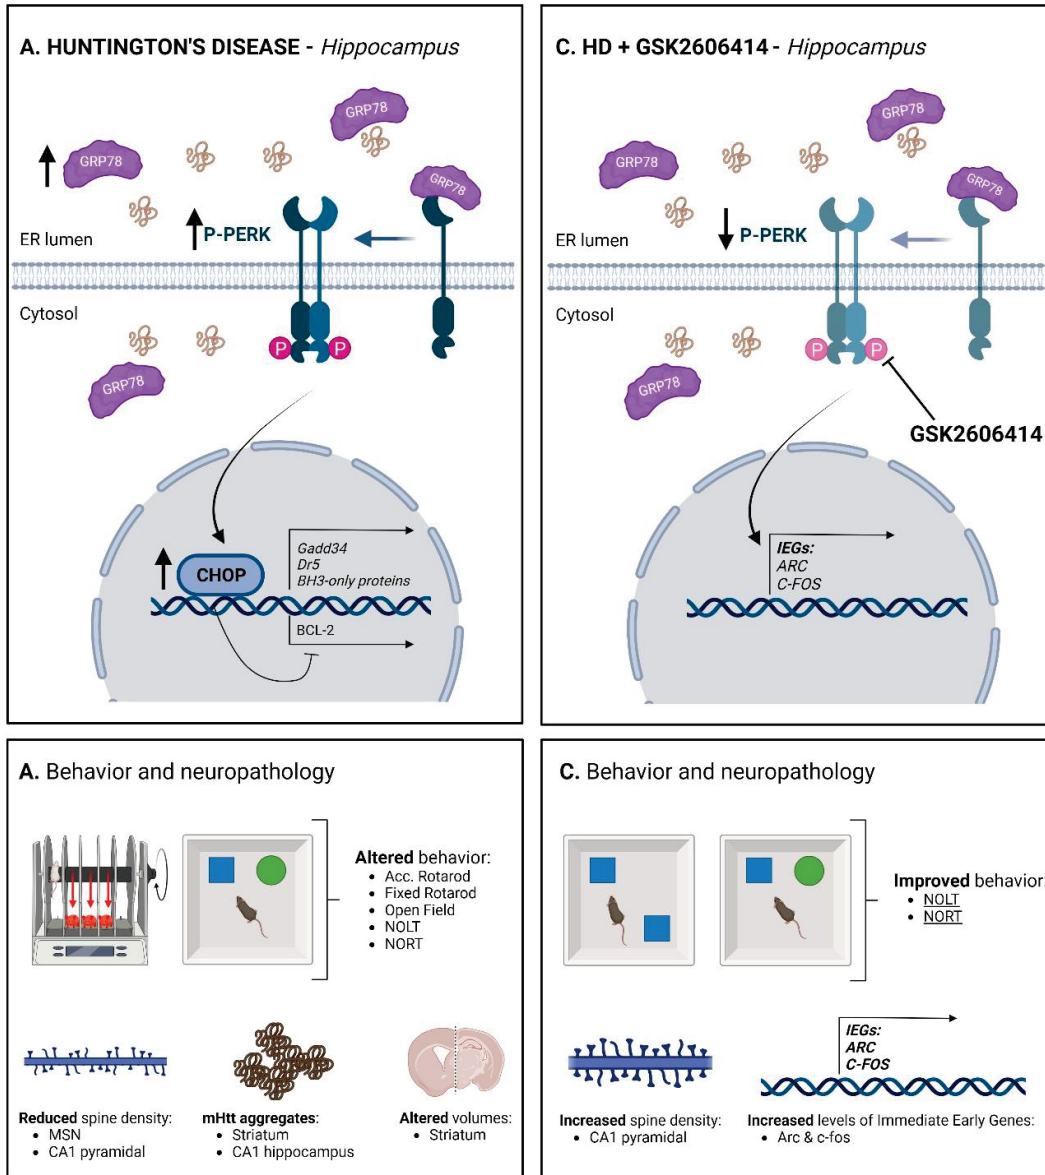 A. HUNTINGTON'S DISEASE - Hippocampus
GRP78
GRP78
GRP78
P-PERK
ER lumen
Cytosol
P
P
GRP78
CHOP
Gadd34
Dr5
BH3-only proteins
BCL-2
C. HD + GSK2606414 - Hippocampus
GRP78
GRP78
GRP78
P-PERK
ER lumen
Cytosol
P
P
GRP78
GSK2606414
IEGs:
ARC
C-FOS
A. Behavior and neuropathology
Altered behavior:
• Acc. Rotarod
• Fixed Rotarod
• Open Field
• NOLT
• NORT
Reduced spine density:
• MSN
• CA1 pyramidal
mHtt aggregates:
• Striatum
• CA1 hippocampus
Altered volumes:
• Striatum
C. Behavior and neuropathology
Improved behavior:
• NOLT
• NORT
IEGs:
ARC
C-FOS
Increased spine density:
• CA1 pyramidal
Increased levels of Immediate Early Genes:
• Arc & c-fos